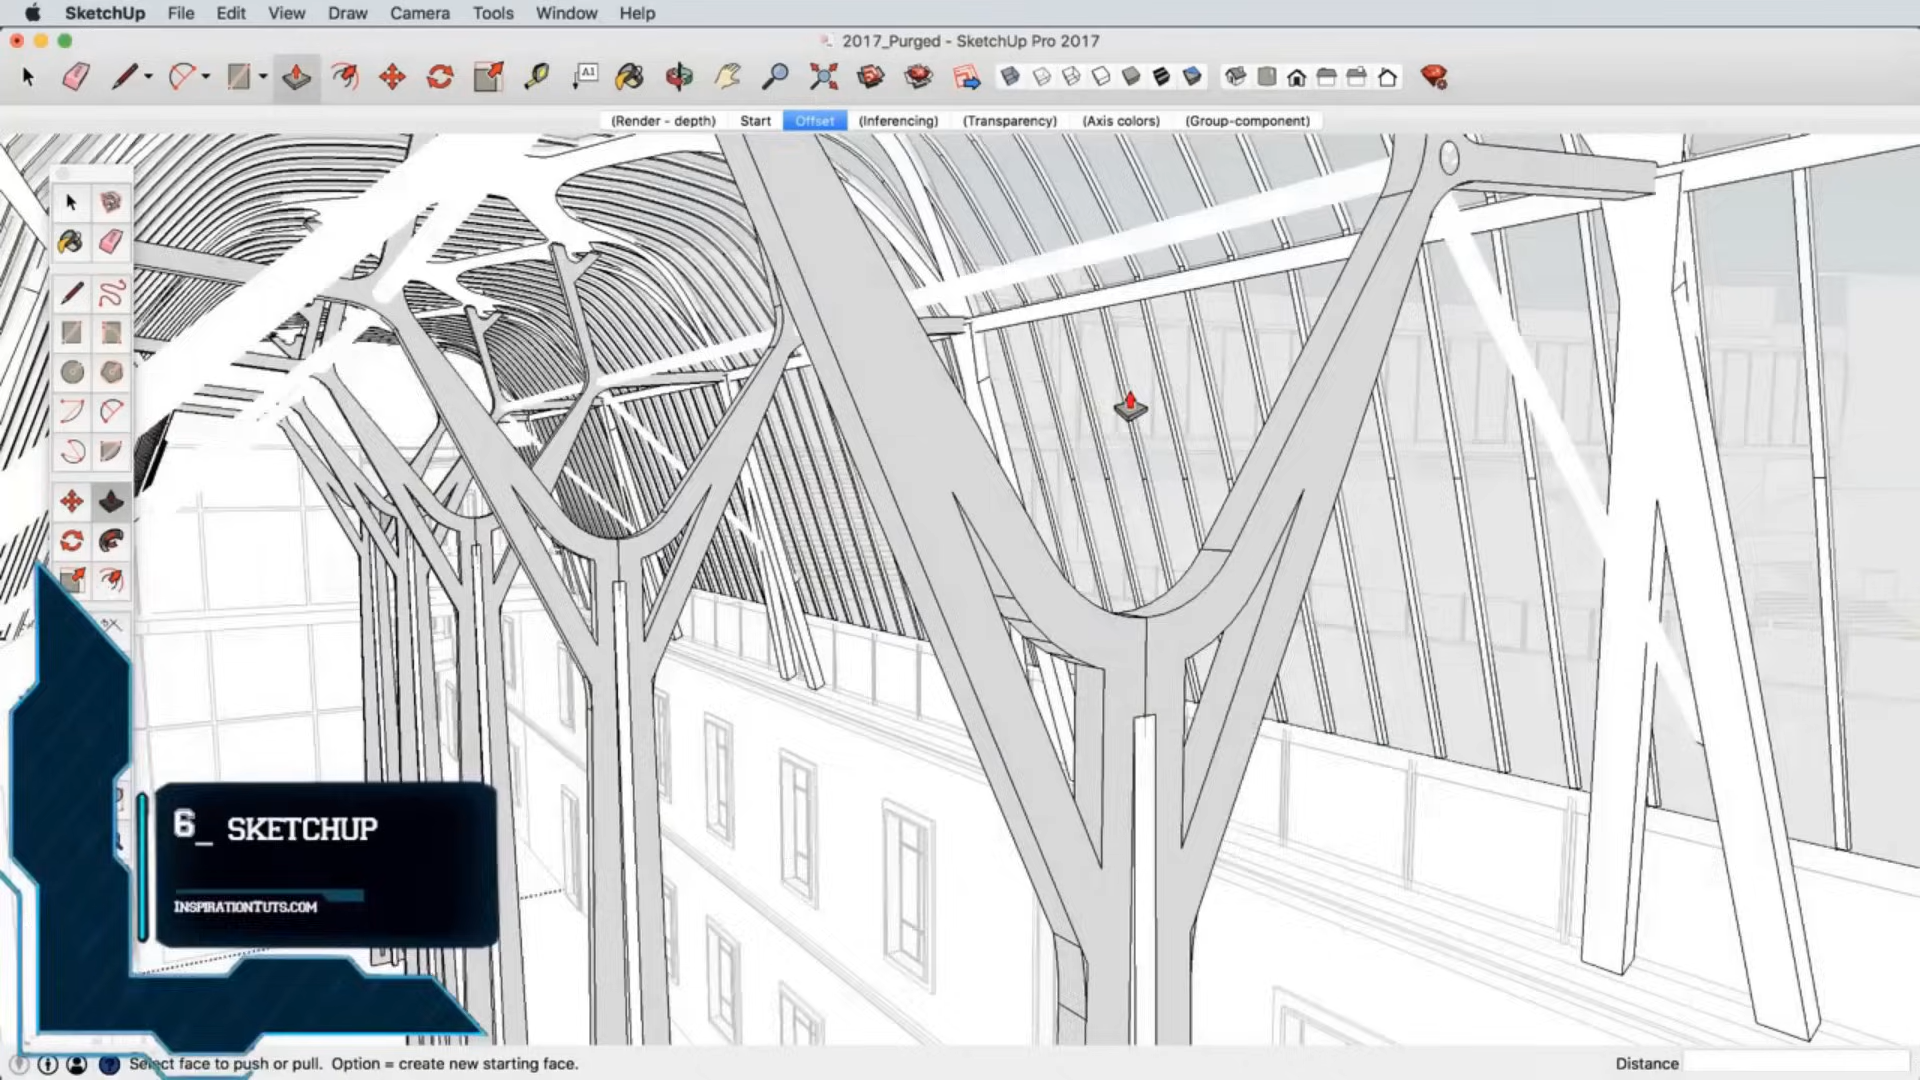 SketchUp File Edit View Draw Camera Tools Window Help
2017_Purged - SketchUp Pro 2017
A1
(Render - depth) Start Offset (Inferencing) (Transparency) (Axis colors) (Group-component)
6_ SKETCHUP
INSPIRATIONTUTS.COM
Select face to push or pull. Option = create new starting face.
Distance